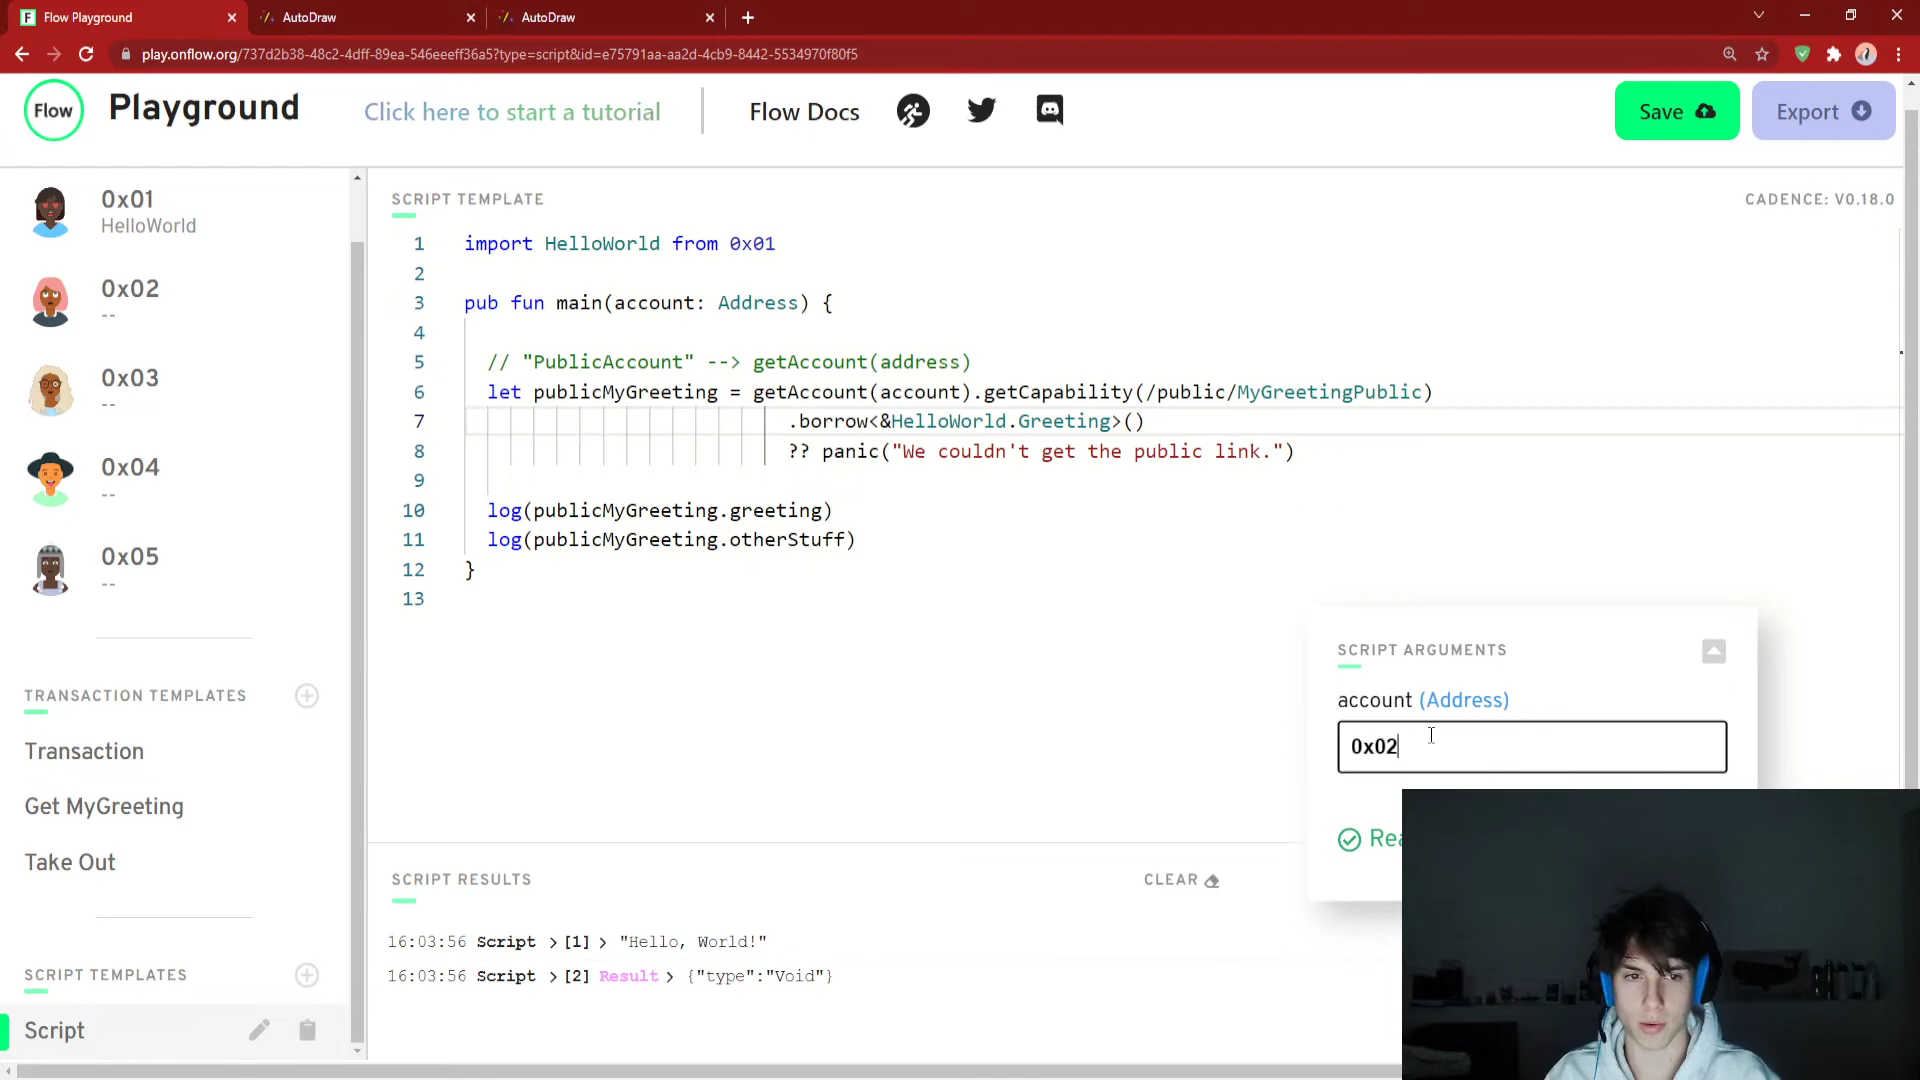 Flow Playground
AutoDraw
AutoDraw
play.onflow.org/737d2b38-48c2-4dff-89ea-546eeeff36a5?type=script&id=e75791aa-aa2d-4cb9-8442-5534970f80f5
Flow
Playground
Click here to start a tutorial
Flow Docs
Save
Export
0x01
HelloWorld
0x02
--
0x03
--
0x04
--
0x05
--
TRANSACTION TEMPLATES
Transaction
Get MyGreeting
Take Out
SCRIPT TEMPLATES
Script
SCRIPT TEMPLATE
CADENCE: V0.18.0
1 import HelloWorld from 0x01
2
3 pub fun main(account: Address) {
4
5 // "PublicAccount" --> getAccount(address)
6 let publicMyGreeting = getAccount(account).getCapability(/public/MyGreetingPublic)
7 .borrow<&HelloWorld.Greeting>()
8 ?? panic("We couldn't get the public link.")
9
10 log(publicMyGreeting.greeting)
11 log(publicMyGreeting.otherStuff)
12 }
13
SCRIPT ARGUMENTS
account (Address)
0x02
SCRIPT RESULTS
CLEAR
16:03:56 Script > [1] > "Hello, World!"
16:03:56 Script > [2] Result > {"type":"Void"}